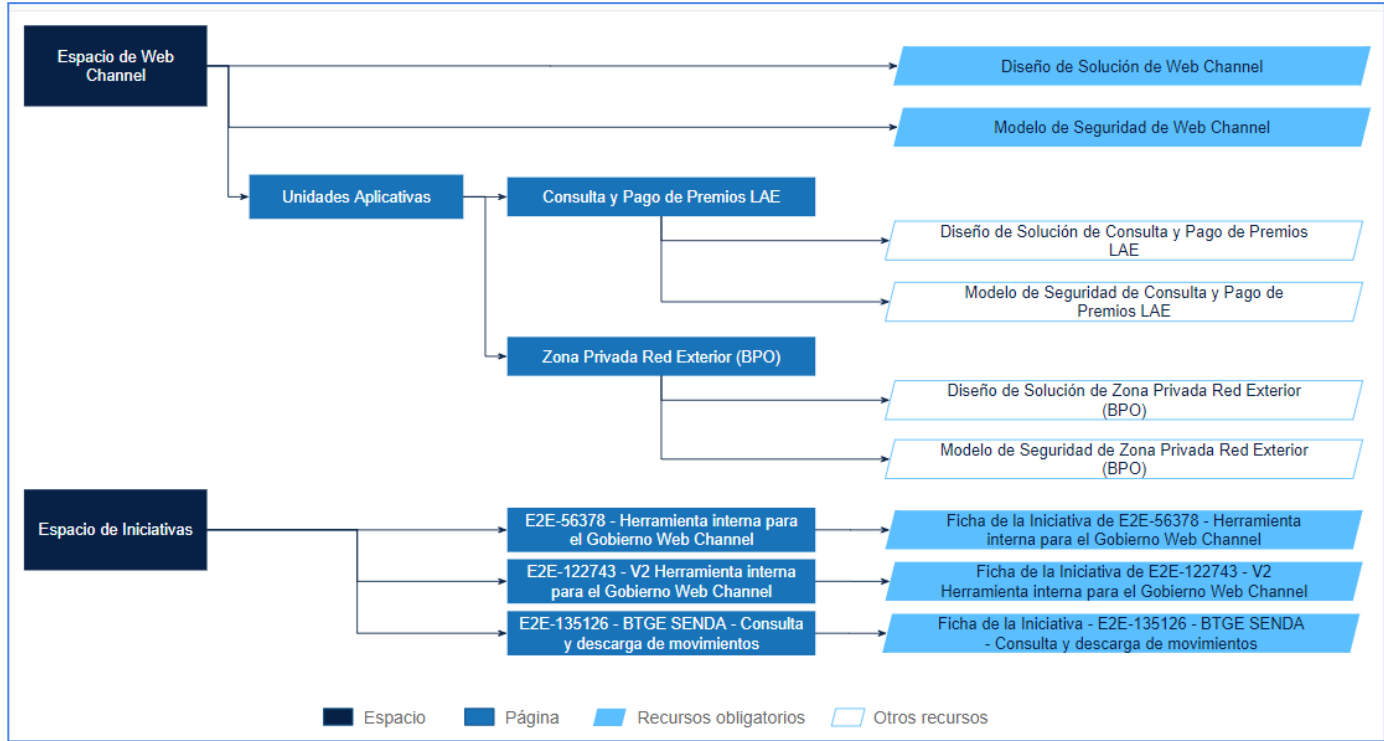 Espacio de Web
Channel
Diseño de Solución de Web Channel
Modelo de Seguridad de Web Channel
Unidades Aplicativas
Consulta y Pago de Premios LAE
Diseño de Solución de Consulta y Pago de Premios
LAE
Modelo de Seguridad de Consulta y Pago de
Premios LAE
Zona Privada Red Exterior (BPO)
Diseño de Solución de Zona Privada Red Exterior
(BPO)
Modelo de Seguridad de Zona Privada Red Exterior
(BPO)
Espacio de Iniciativas
E2E-56378 - Herramienta interna para
el Gobierno Web Channel
Ficha de la Iniciativa de E2E-56378 - Herramienta
interna para el Gobierno Web Channel
E2E-122743 - V2 Herramienta interna
para el Gobierno Web Channel
Ficha de la Iniciativa de E2E-122743 - V2
Herramienta interna para el Gobierno Web Channel
E2E-135126 - BTGE SENDA - Consulta
y descarga de movimientos
Ficha de la Iniciativa - E2E-135126 - BTGE SENDA
- Consulta y descarga de movimientos
Espacio
Página
Recursos obligatorios
Otros recursos